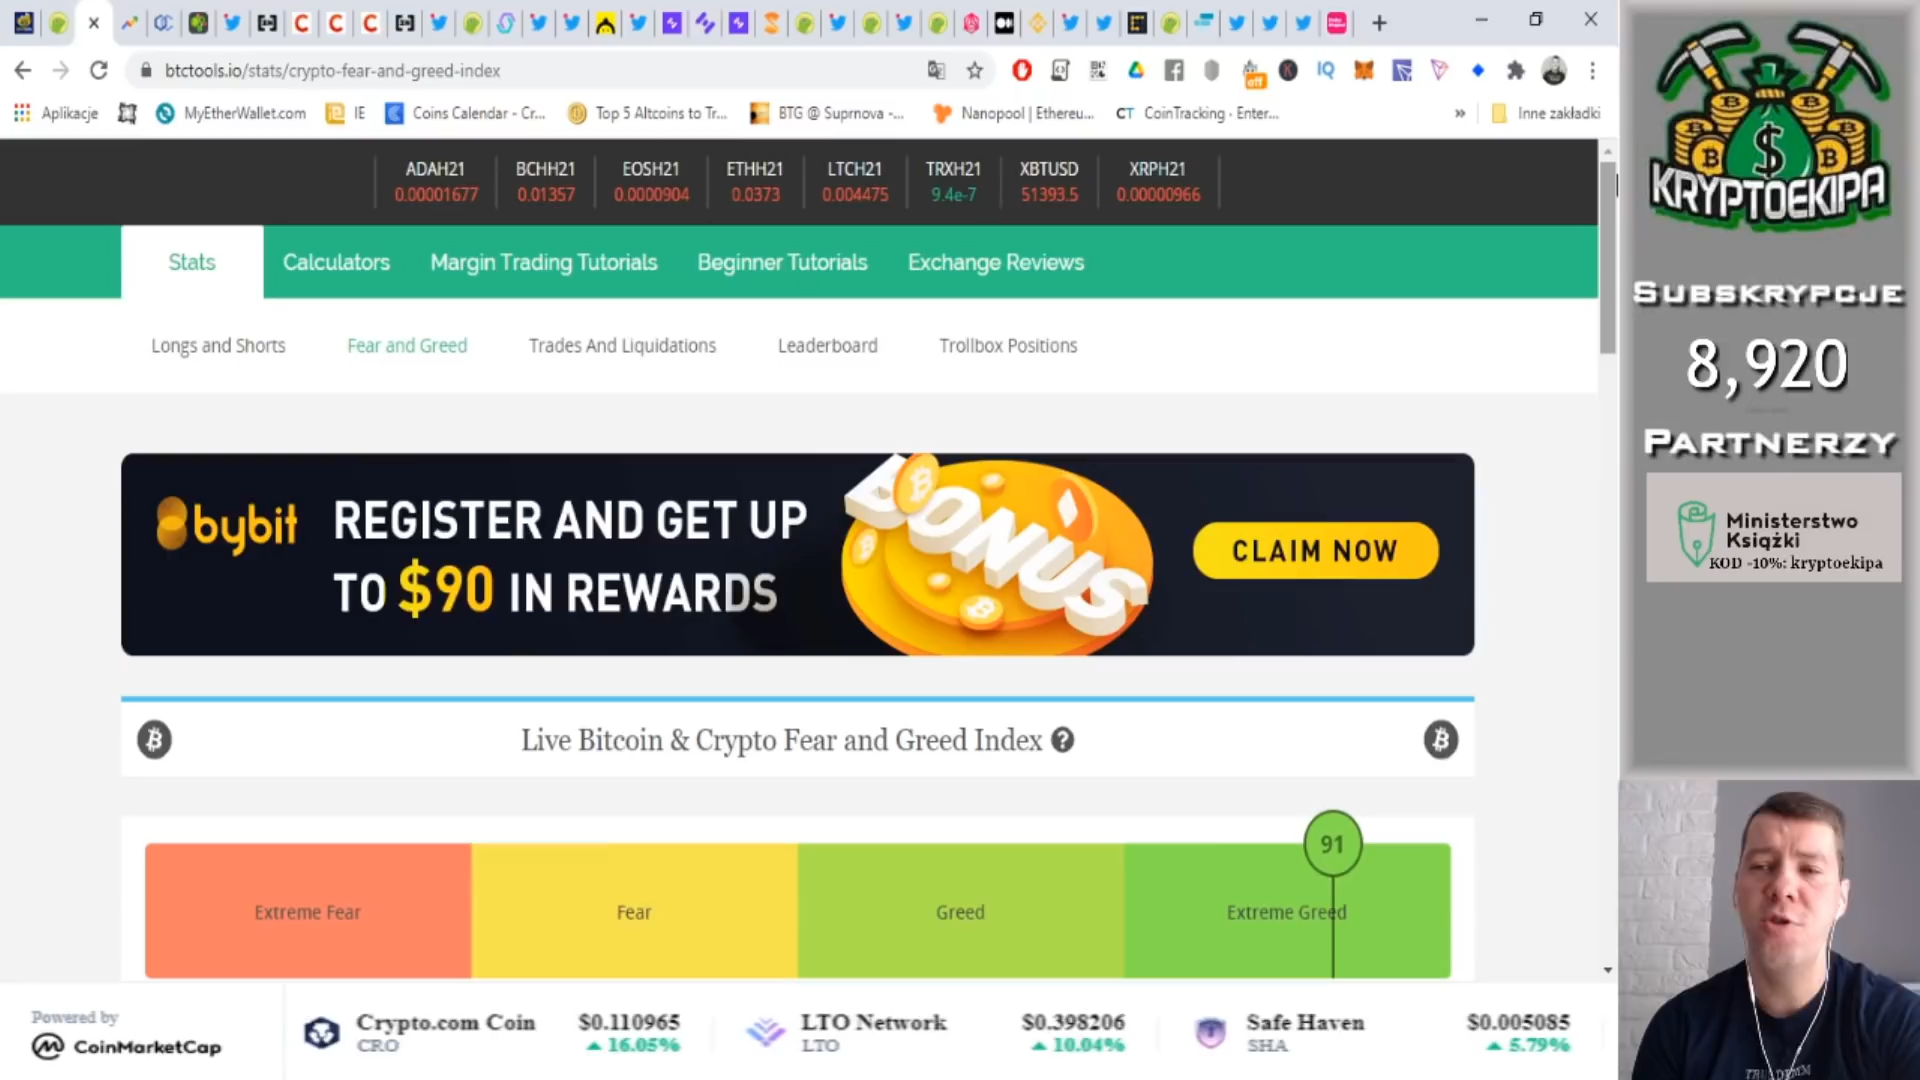 btctools.io/stats/crypto-fear-and-greed-index
off
IQ
Aplikacje
MyEtherWallet.com
IE
Coins Calendar - Cr...
Top 5 Altcoins to Tr...
BTG @ Suprnova -...
Nanopool | Ethereu...
CT CoinTracking · Enter...
»
Inne zakładki
ADAH21 BCHH21 EOSH21 ETHH21 LTCH21 TRXH21 XBTUSD XRPH21
0.00001677 0.01357 0.0000904 0.0373 0.004475 9.4e-7 51393.5 0.00000966
Stats Calculators Margin Trading Tutorials Beginner Tutorials Exchange Reviews
Longs and Shorts Fear and Greed Trades And Liquidations Leaderboard Trollbox Positions
bybit
REGISTER AND GET UP
TO $90 IN REWARDS
BONUS
CLAIM NOW
Live Bitcoin & Crypto Fear and Greed Index
91
Extreme Fear Fear Greed Extreme Greed
Powered by
CoinMarketCap
Crypto.com Coin $0.110965
CRO 16.05%
LTO Network $0.398206
LTO 10.04%
Safe Haven $0.005085
SHA 5.79%
KRYPTOEKIPA
SUBSKRYPCJE
8,920
PARTNERZY
Ministerstwo
Książki
KOD -10%: kryptoekipa